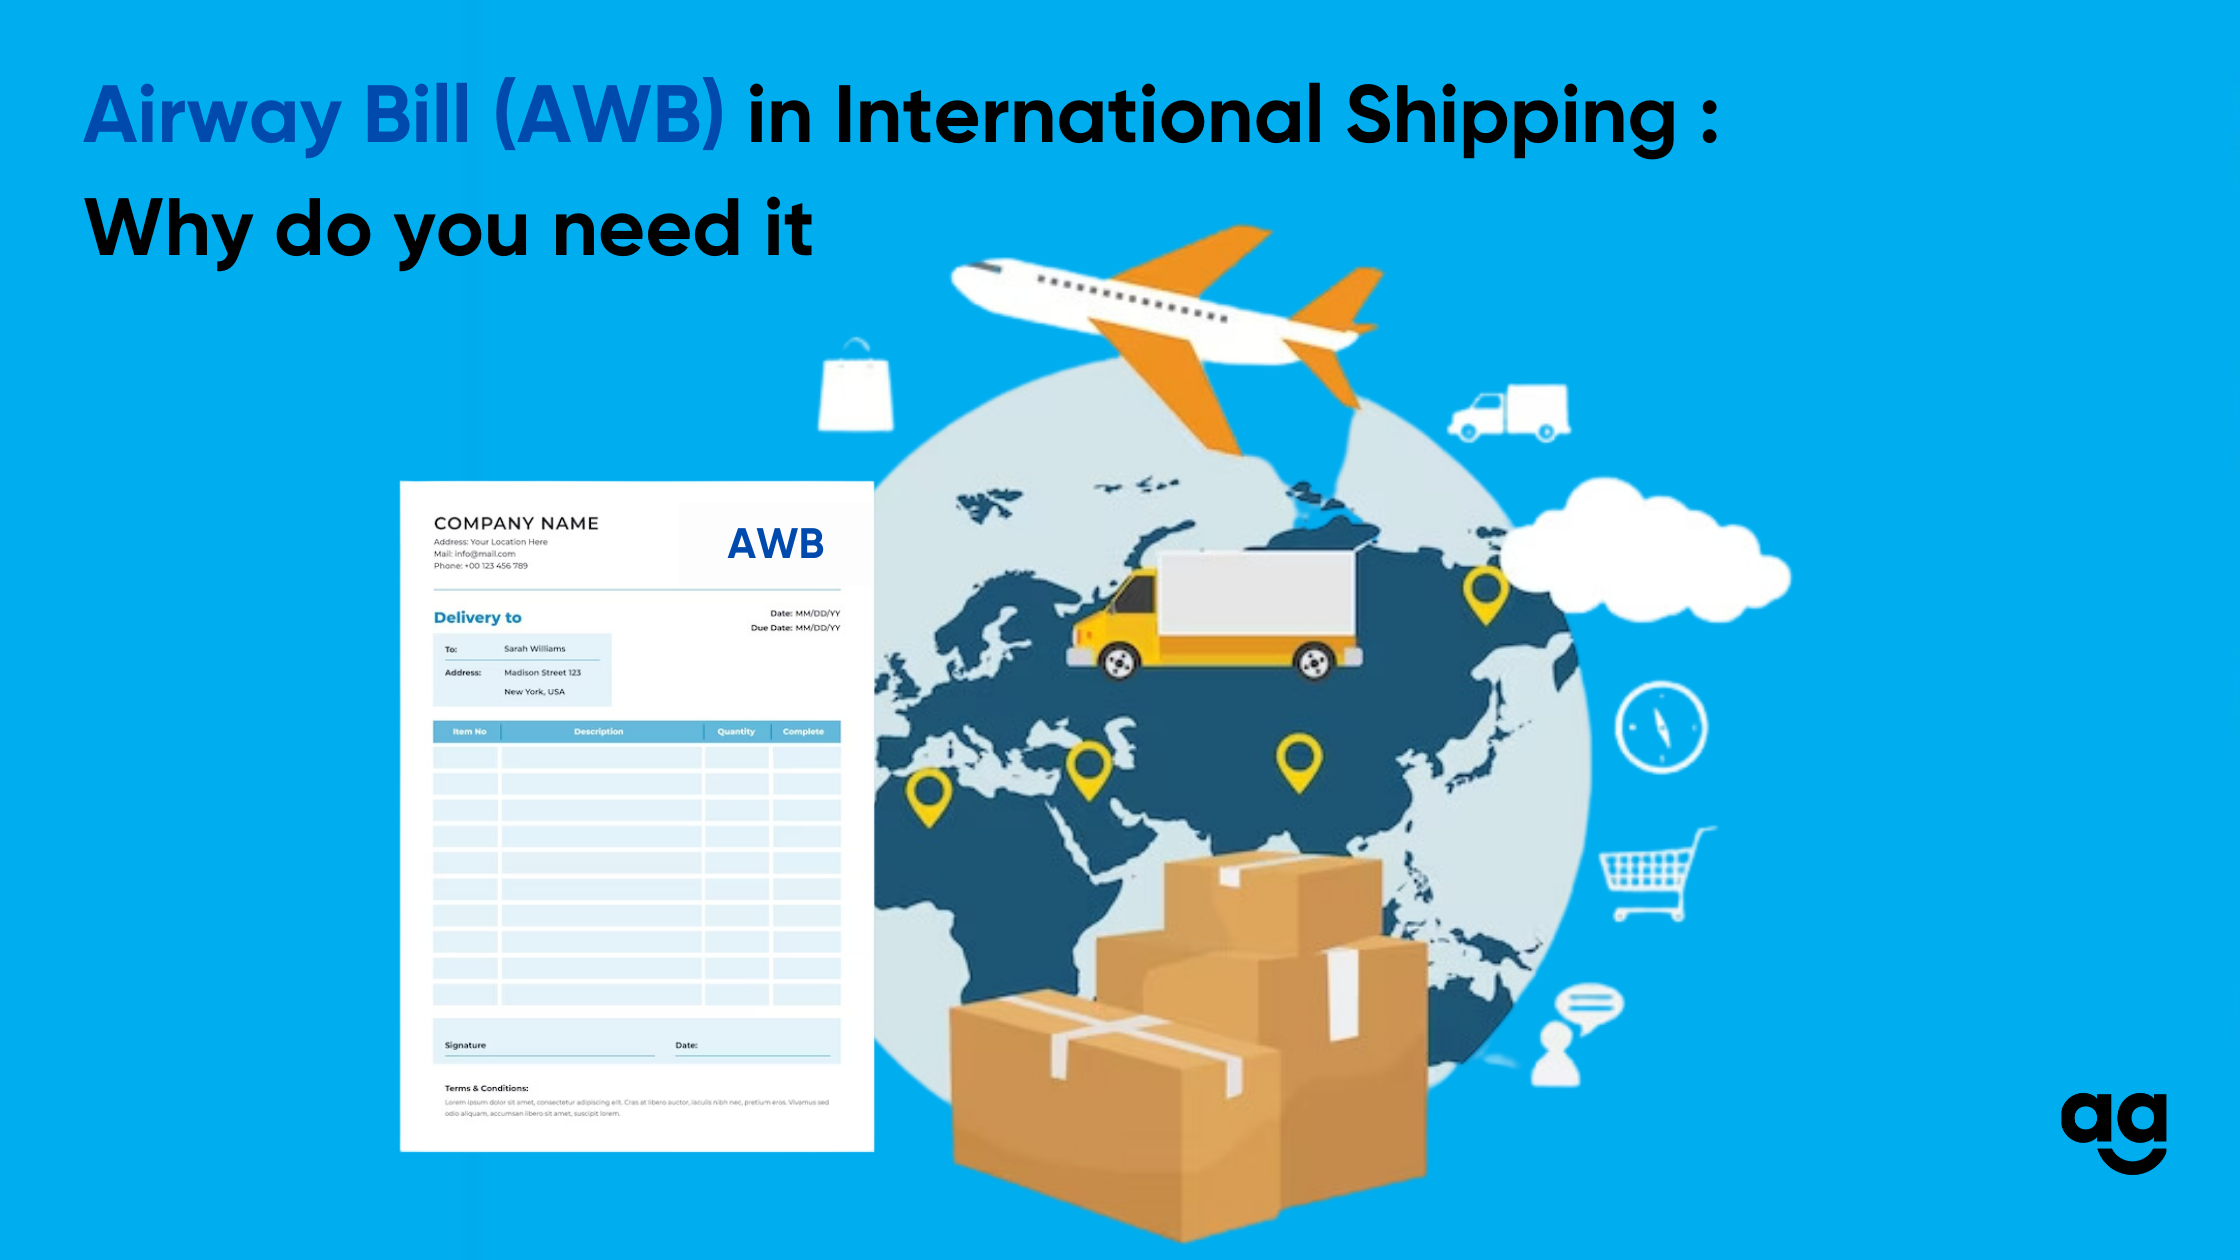 Airway Bill (AWB) in International Shipping :
Why do you need it
COMPANY NAME
Address: Your Location Here
Mail: info@mail.com
Phone: +00 123 456 789
AWB
Delivery to
Date: MM/DD/YY
Due Date: MM/DD/YY
To: Sarah Williams
Address: Madison Street 123
New York, USA
Item No Description Quantity Complete
Signature Date:
Terms & Conditions:
Lorem ipsum dolor sit amet, consectetur adipiscing elit. Cras at libero auctor, iaculis nibh nec, pretium eros. Vivamus sed
odio aliquam, accumsan libero sit amet, suscipit lorem.
aa